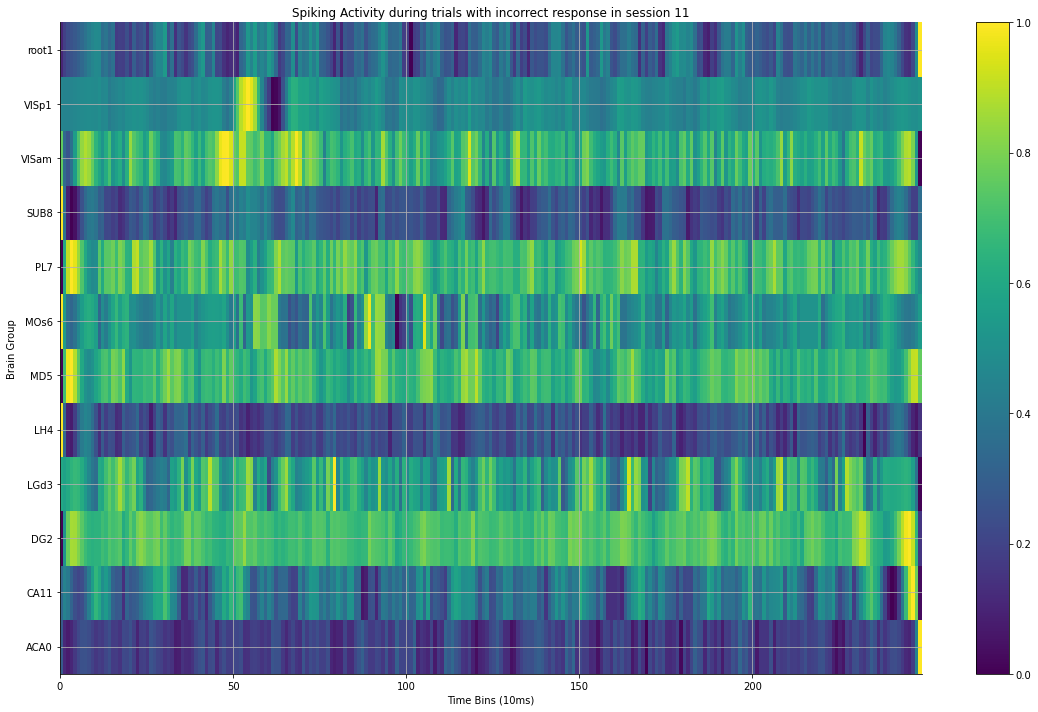 Spiking Activity during trials with incorrect response in session 11
Brain Group
root1
VISp1
VISam
SUB8
PL7
MOs6
MD5
LH4
LGd3
DG2
CA11
ACA0
0
50
100
150
200
Time Bins (10ms)
1.0
0.8
0.6
0.4
0.2
0.0